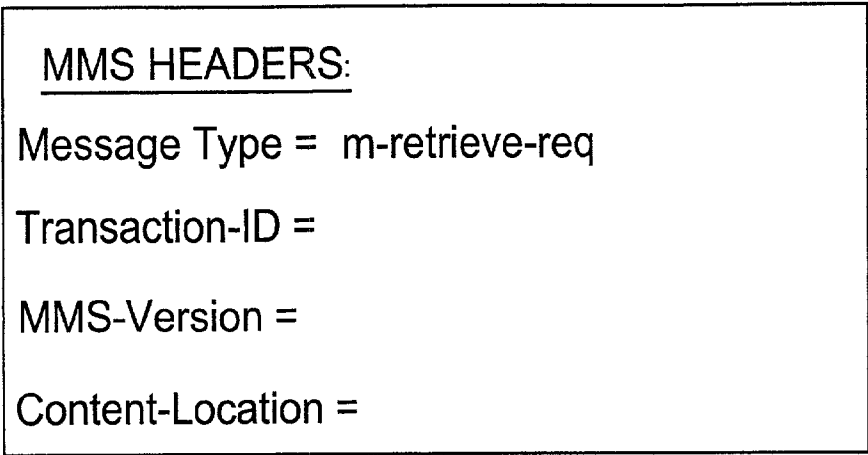 MMS HEADERS:
Message Type = m-retrieve-req
Transaction-ID =
MMS-Version =
Content-Location =